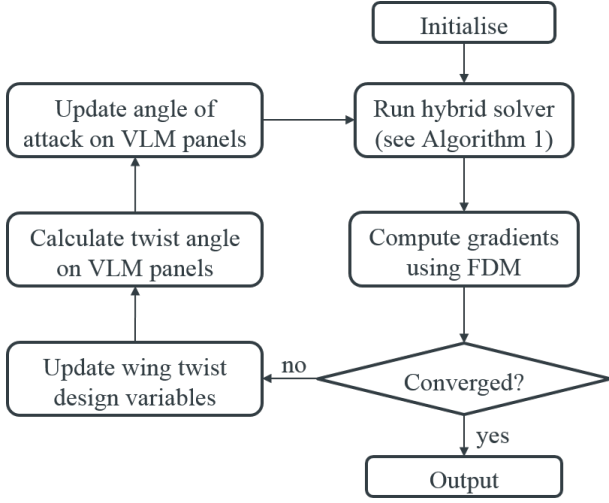 Initialise
Update angle of
attack on VLM panels
Run hybrid solver
(see Algorithm 1)
Calculate twist angle
on VLM panels
Compute gradients
using FDM
Update wing twist
design variables
no
Converged?
yes
Output